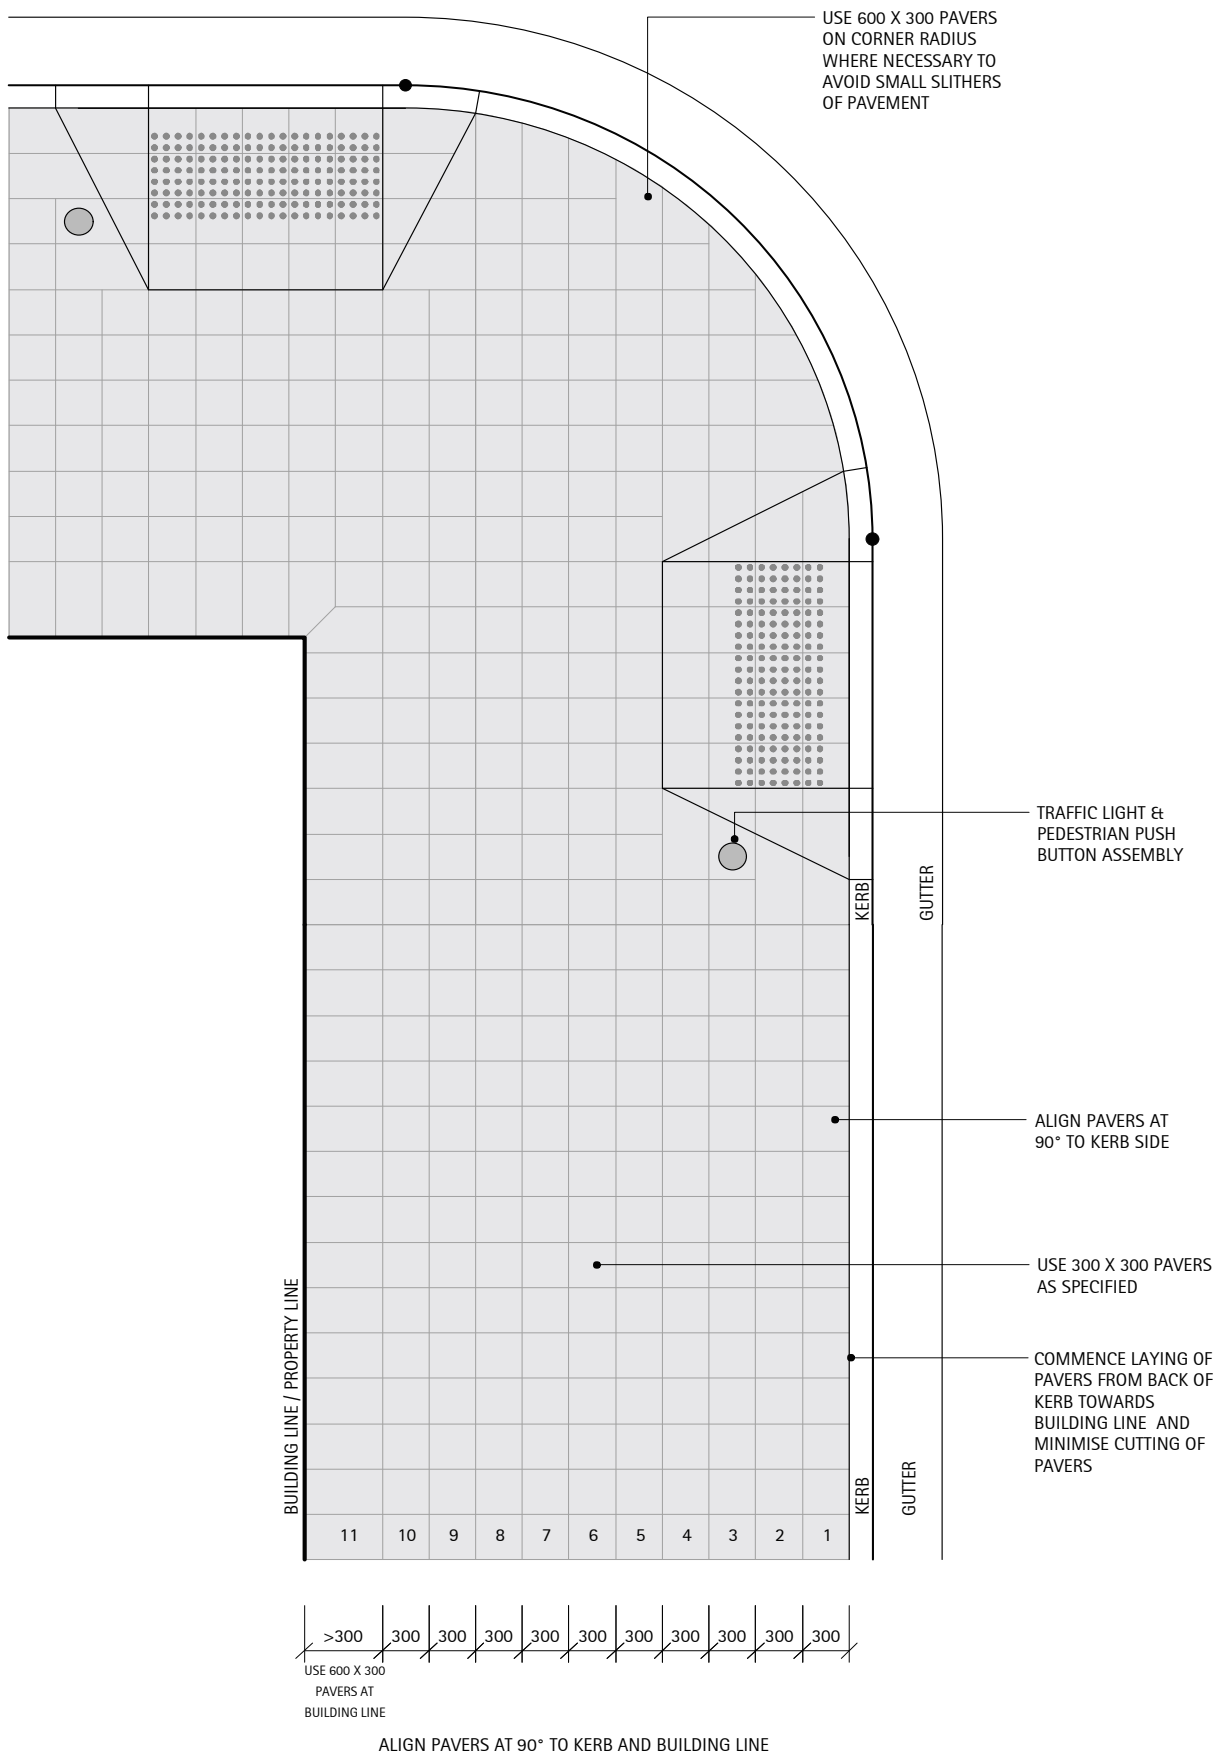 USE 600 X 300 PAVERS
ON CORNER RADIUS
WHERE NECESSARY TO
AVOID SMALL SLITHERS
OF PAVEMENT
TRAFFIC LIGHT &
PEDESTRIAN PUSH
BUTTON ASSEMBLY
KERB
GUTTER
ALIGN PAVERS AT
90° TO KERB SIDE
USE 300 X 300 PAVERS
AS SPECIFIED
COMMENCE LAYING OF
PAVERS FROM BACK OF
KERB TOWARDS
BUILDING LINE AND
MINIMISE CUTTING OF
PAVERS
BUILDING LINE / PROPERTY LINE
KERB
GUTTER
11 10 9 8 7 6 5 4 3 2 1
>300 300 300 300 300 300 300 300 300 300 300
USE 600 X 300
PAVERS AT
BUILDING LINE
ALIGN PAVERS AT 90° TO KERB AND BUILDING LINE